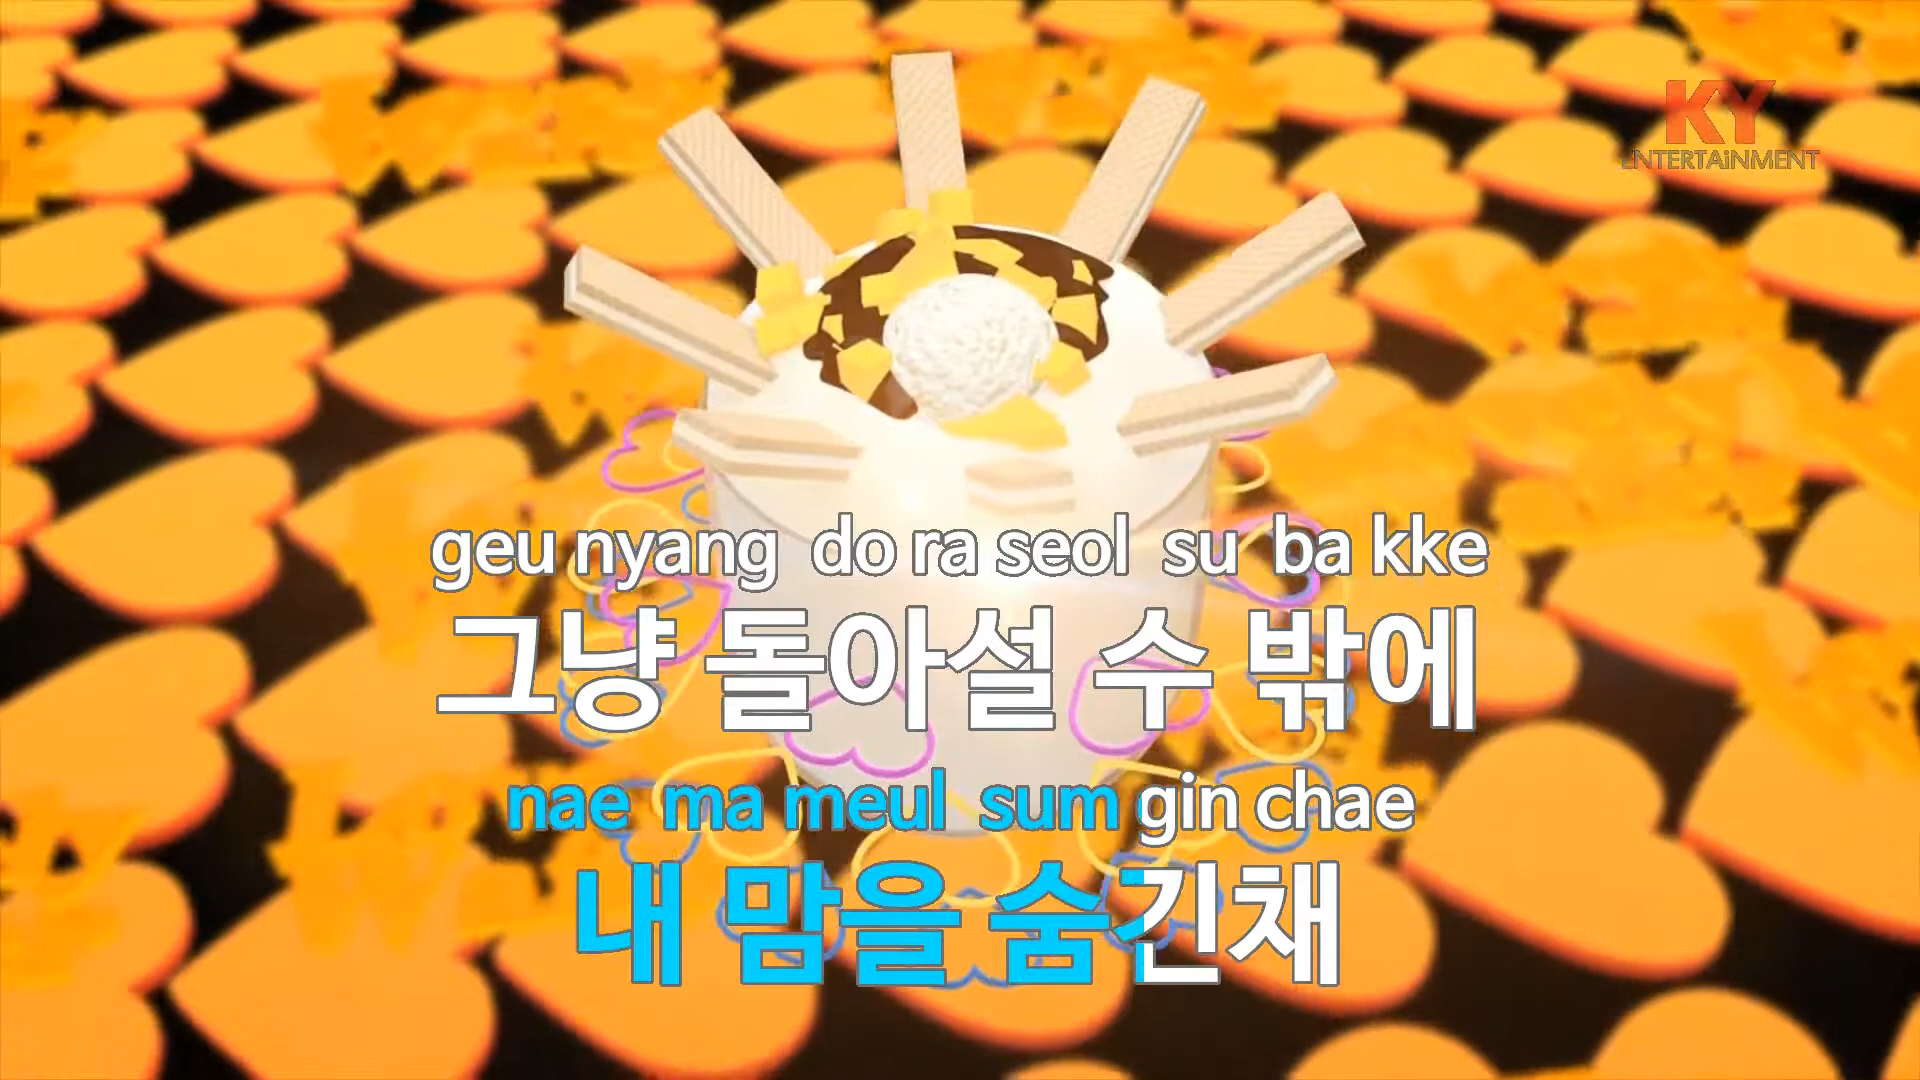 KY
ENTERTAiNMENT
geu nyang do ra seol su ba kke
그냥 돌아설 수 밖에
nae ma meul sum gin chae
내 맘을 숨긴채